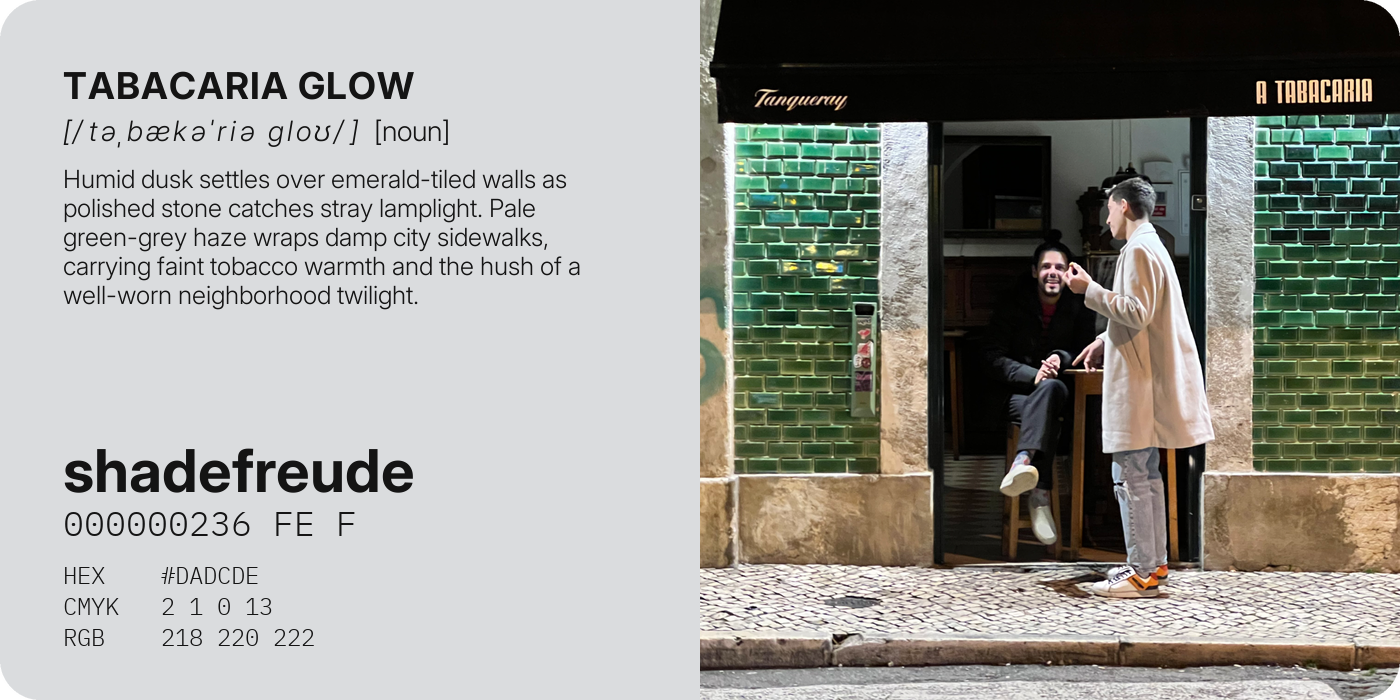 TABACARIA GLOW
[/təˌbækəˈriə gloʊ/] [noun]
Humid dusk settles over emerald-tiled walls as
polished stone catches stray lamplight. Pale
green-grey haze wraps damp city sidewalks,
carrying faint tobacco warmth and the hush of a
well-worn neighborhood twilight.
shadefreude
000000236 FE F
HEX #DADCDE
CMYK 2 1 0 13
RGB 218 220 222
Tanqueray
A TABACARIA